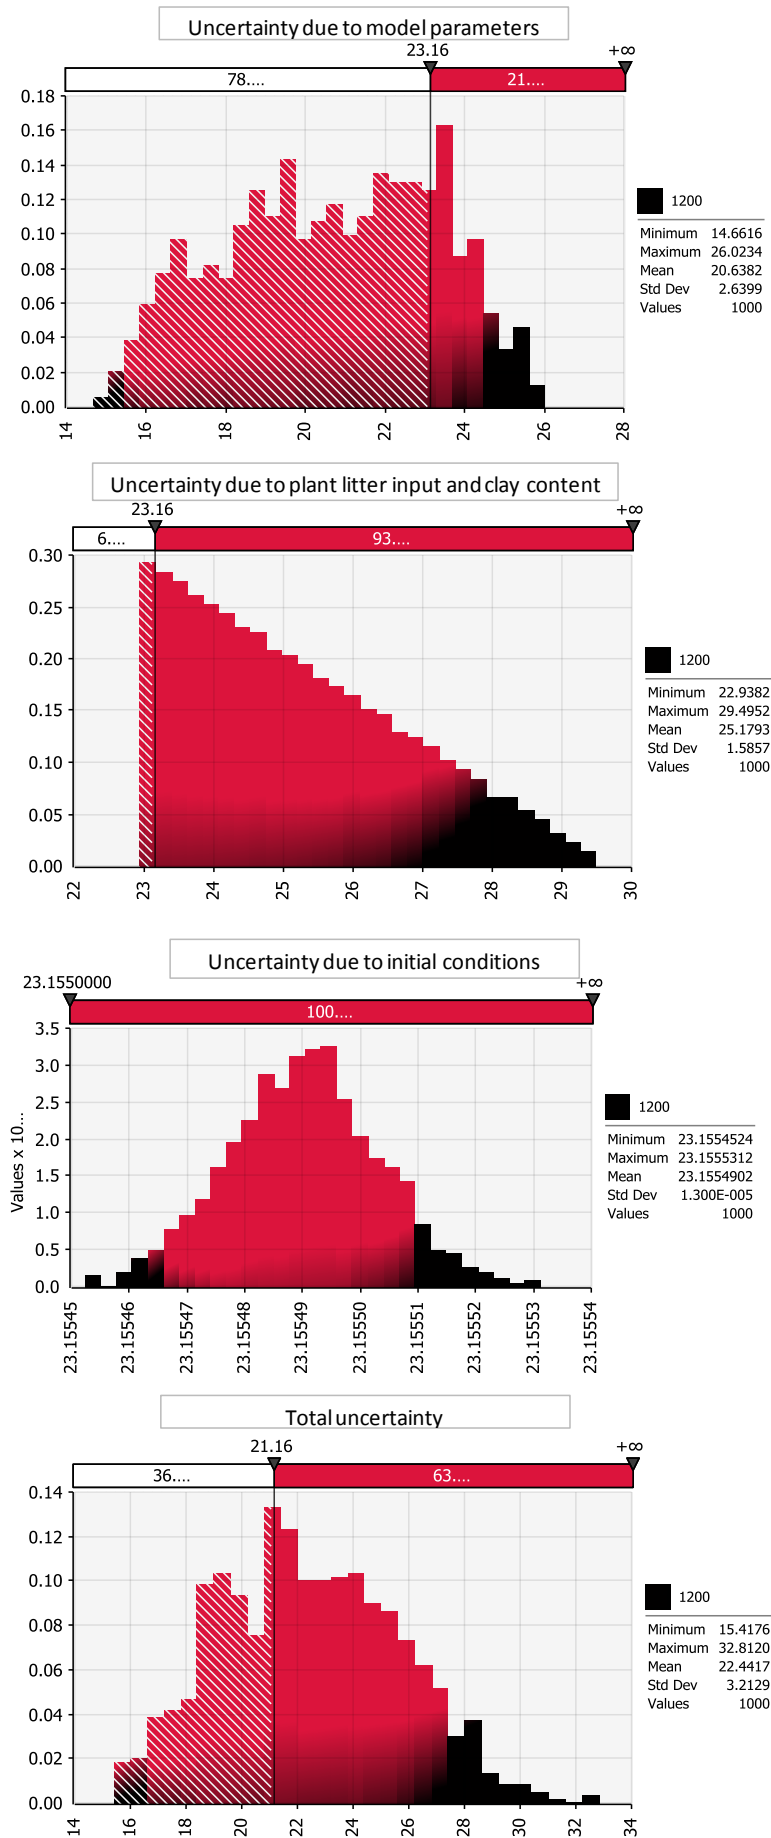 Uncertainty due to model parameters
23.16 +∞
78.... 21....
0.18
0.16
0.14
0.12
0.10
0.08
0.06
0.04
0.02
0.00
14 16 18 20 22 24 26 28
1200
Minimum 14.6616
Maximum 26.0234
Mean 20.6382
Std Dev 2.6399
Values 1000
Uncertainty due to plant litter input and clay content
23.16 +∞
6.... 93....
0.30
0.25
0.20
0.15
0.10
0.05
0.00
22 23 24 25 26 27 28 29 30
1200
Minimum 22.9382
Maximum 29.4952
Mean 25.1793
Std Dev 1.5857
Values 1000
Uncertainty due to initial conditions
23.1550000 +∞
100....
Values x 10...
3.5
3.0
2.5
2.0
1.5
1.0
0.5
0.0
23.15545 23.15546 23.15547 23.15548 23.15549 23.15550 23.15551 23.15552 23.15553 23.15554
1200
Minimum 23.1554524
Maximum 23.1555312
Mean 23.1554902
Std Dev 1.300E-005
Values 1000
Total uncertainty
21.16 +∞
36.... 63....
0.14
0.12
0.10
0.08
0.06
0.04
0.02
0.00
14 16 18 20 22 24 26 28 30 32 34
1200
Minimum 15.4176
Maximum 32.8120
Mean 22.4417
Std Dev 3.2129
Values 1000